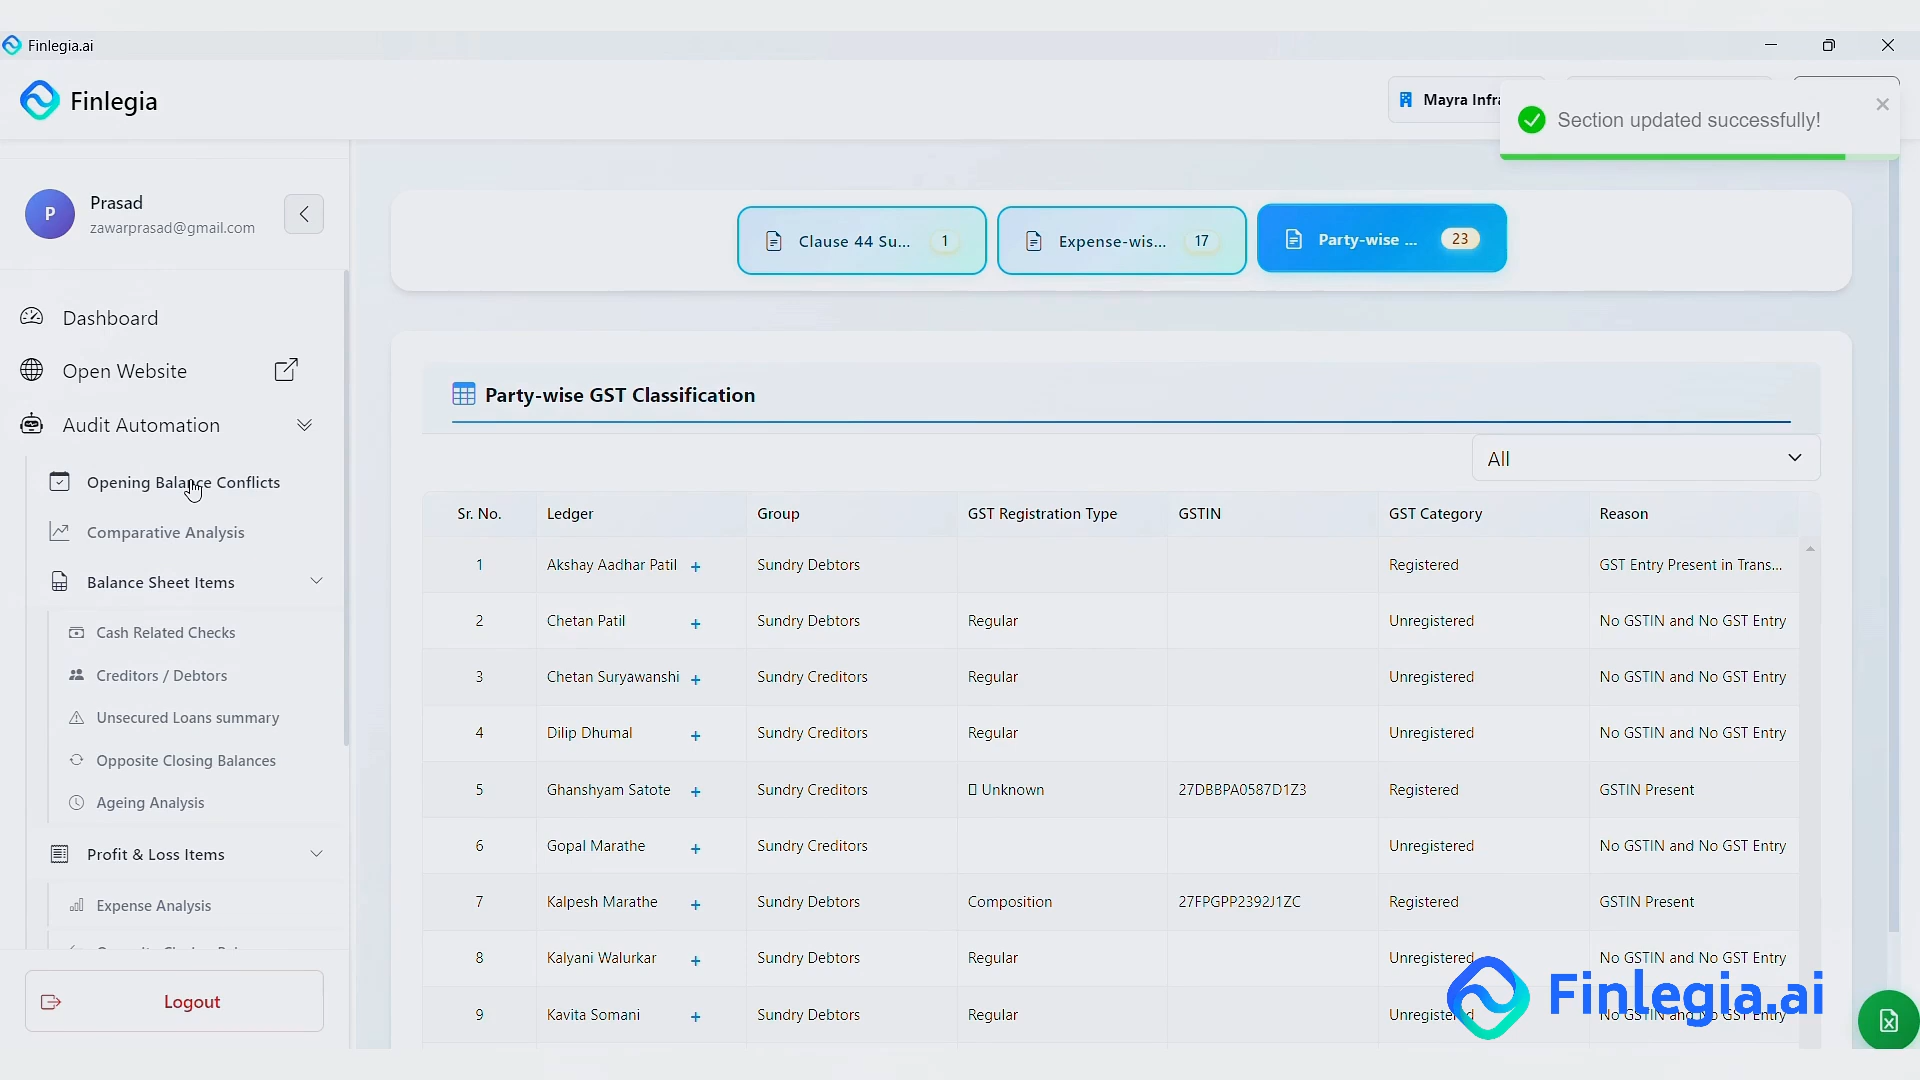 Finlegia.ai
Finlegia
Mayra Infra
Section updated successfully!
P
Prasad
zawarprasad@gmail.com
Dashboard
Open Website
Audit Automation
Opening Balance Conflicts
Comparative Analysis
Balance Sheet Items
Cash Related Checks
Creditors / Debtors
Unsecured Loans summary
Opposite Closing Balances
Ageing Analysis
Profit & Loss Items
Expense Analysis
Logout
Clause 44 Su... 1
Expense-wis... 17
Party-wise ... 23
Party-wise GST Classification
All
Sr. No. Ledger Group GST Registration Type GSTIN GST Category Reason
1 Akshay Aadhar Patil + Sundry Debtors Registered GST Entry Present in Trans...
2 Chetan Patil + Sundry Debtors Regular Unregistered No GSTIN and No GST Entry
3 Chetan Suryawanshi + Sundry Creditors Regular Unregistered No GSTIN and No GST Entry
4 Dilip Dhumal + Sundry Creditors Regular Unregistered No GSTIN and No GST Entry
5 Ghanshyam Satote + Sundry Creditors Unknown 27DBBPA0587D1Z3 Registered GSTIN Present
6 Gopal Marathe + Sundry Creditors Unregistered No GSTIN and No GST Entry
7 Kalpesh Marathe + Sundry Debtors Composition 27FPGPP2392J1ZC Registered GSTIN Present
8 Kalyani Walurkar + Sundry Debtors Regular Unregistered No GSTIN and No GST Entry
9 Kavita Somani + Sundry Debtors Regular Unregistered No GSTIN and No GST Entry
Finlegia.ai